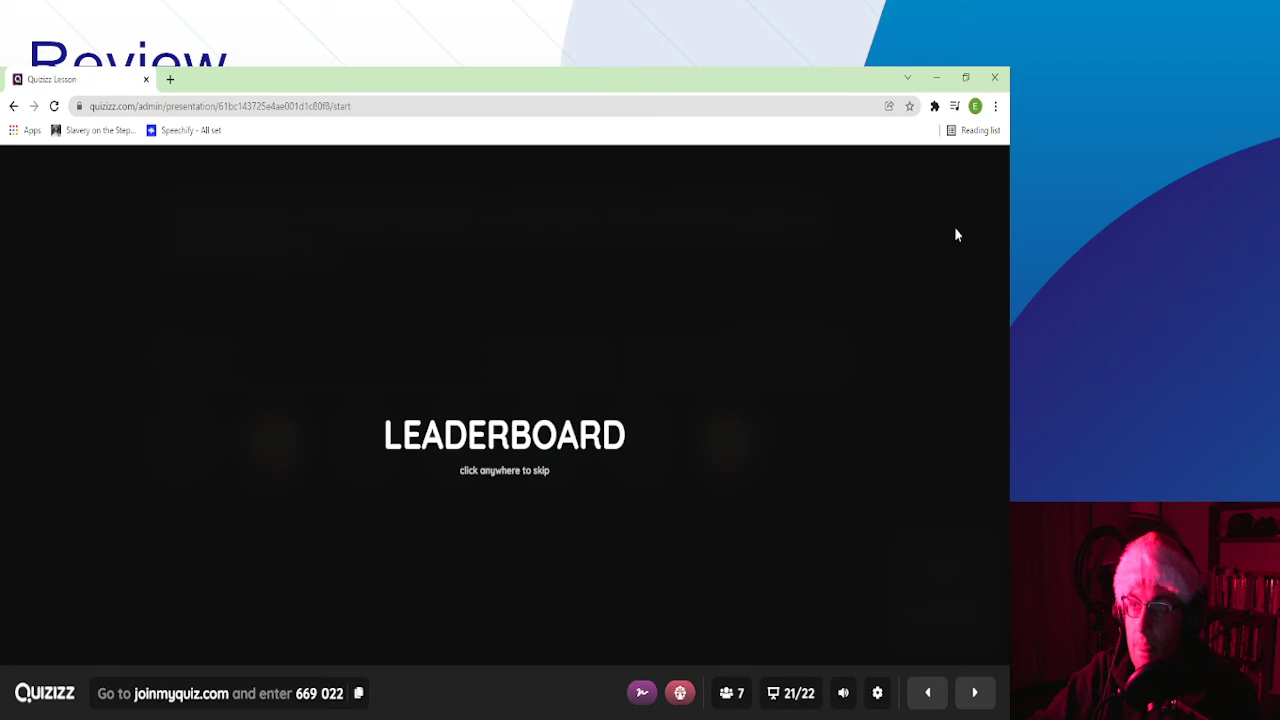 Review
Quizizz Lesson
quizizz.com/admin/presentation/61bc143725e4ae001d1c80f8/start
Apps
Slavery on the Step...
Speechify - All set
Reading list
E
LEADERBOARD
click anywhere to skip
QUIZIZZ
Go to joinmyquiz.com and enter 669 022
7
21/22